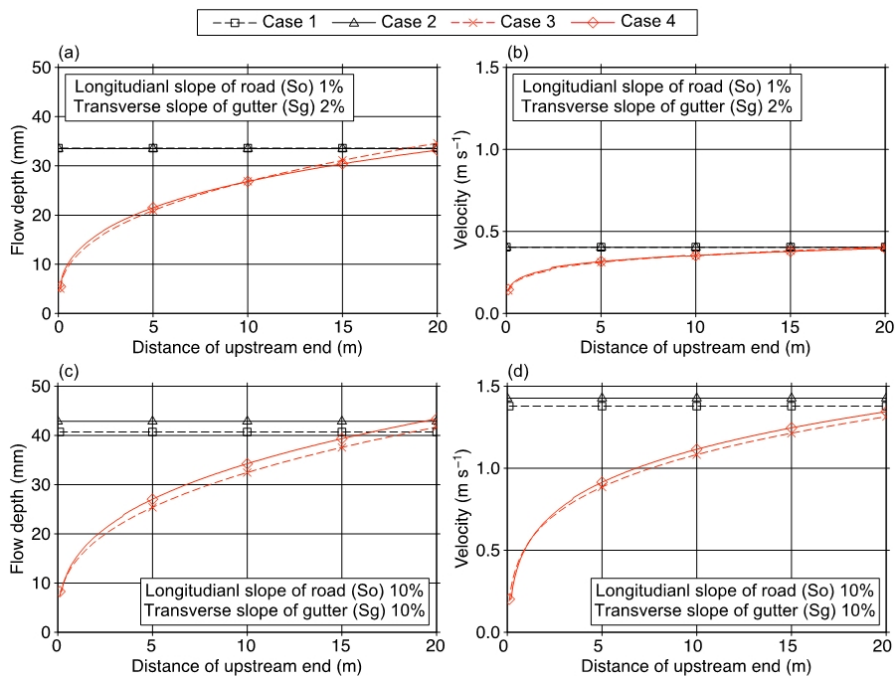 Case 1 Case 2 Case 3 Case 4
(a)
50
40
30
20
10
0
Flow depth (mm)
Longitudianl slope of road (So) 1%
Transverse slope of gutter (Sg) 2%
0 5 10 15 20
Distance of upstream end (m)
(b)
1.5
1.0
0.5
0.0
Velocity (m s⁻¹)
Longitudianl slope of road (So) 1%
Transverse slope of gutter (Sg) 2%
0 5 10 15 20
Distance of upstream end (m)
(c)
50
40
30
20
10
0
Flow depth (mm)
Longitudianl slope of road (So) 10%
Transverse slope of gutter (Sg) 10%
0 5 10 15 20
Distance of upstream end (m)
(d)
1.5
1.0
0.5
0.0
Velocity (m s⁻¹)
Longitudianl slope of road (So) 10%
Transverse slope of gutter (Sg) 10%
0 5 10 15 20
Distance of upstream end (m)